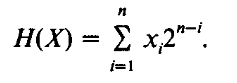 H(X) = \sum_{i=1}^{n} x_i 2^{n-i}.